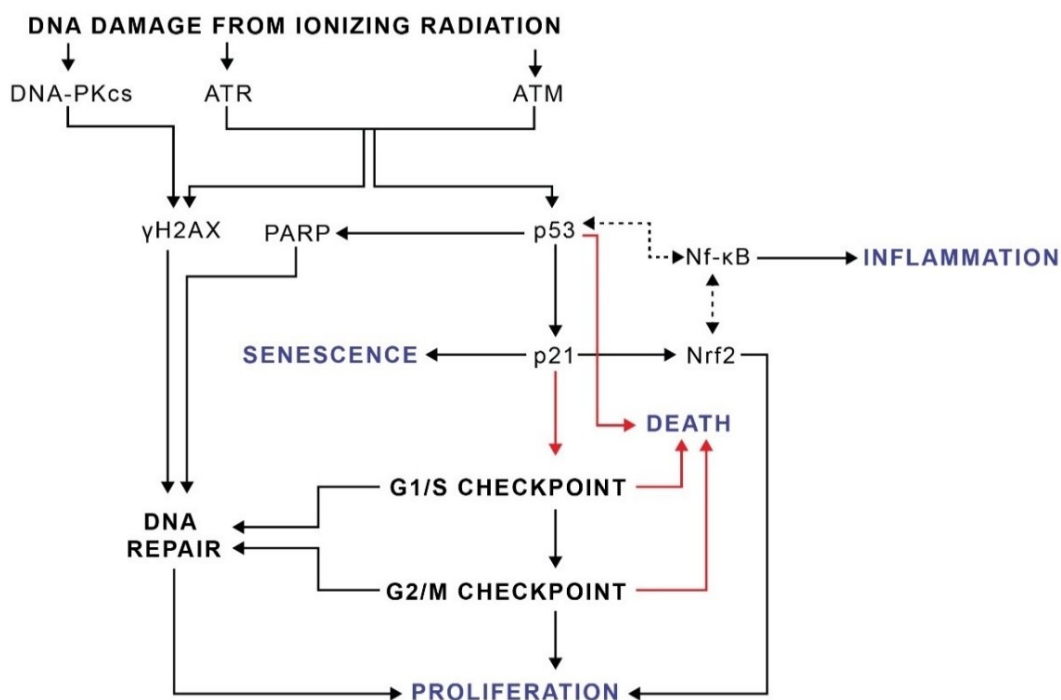 DNA DAMAGE FROM IONIZING RADIATION
DNA-PKcs
ATR
ATM
γH2AX
PARP
p53
Nf-κB
INFLAMMATION
SENESCENCE
p21
Nrf2
DEATH
G1/S CHECKPOINT
DNA
REPAIR
G2/M CHECKPOINT
PROLIFERATION